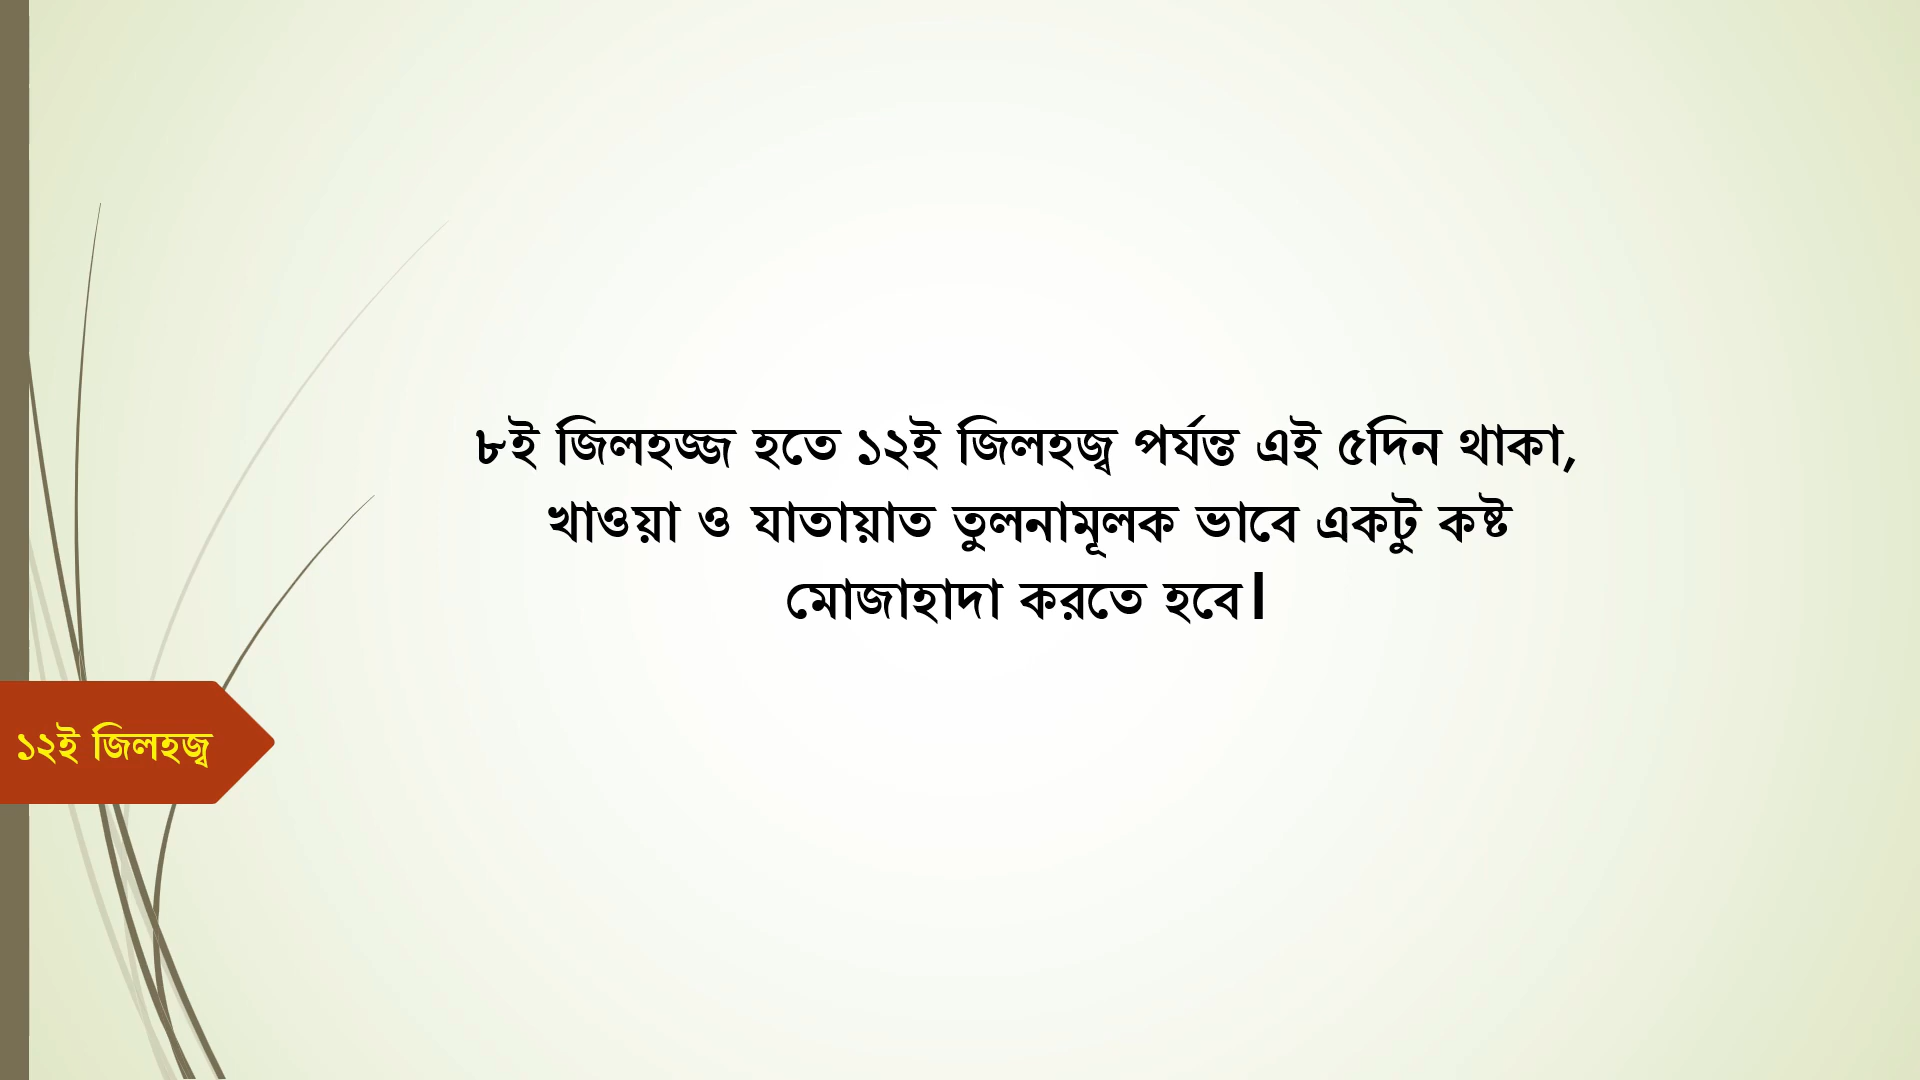 ৮ই জিলহজ্জ হতে ১২ই জিলহজ্ব পর্যন্ত এই ৫দিন থাকা,
খাওয়া ও যাতায়াত তুলনামূলক ভাবে একটু কষ্ট
মোজাহাদা করতে হবে।
১২ই জিলহজ্ব